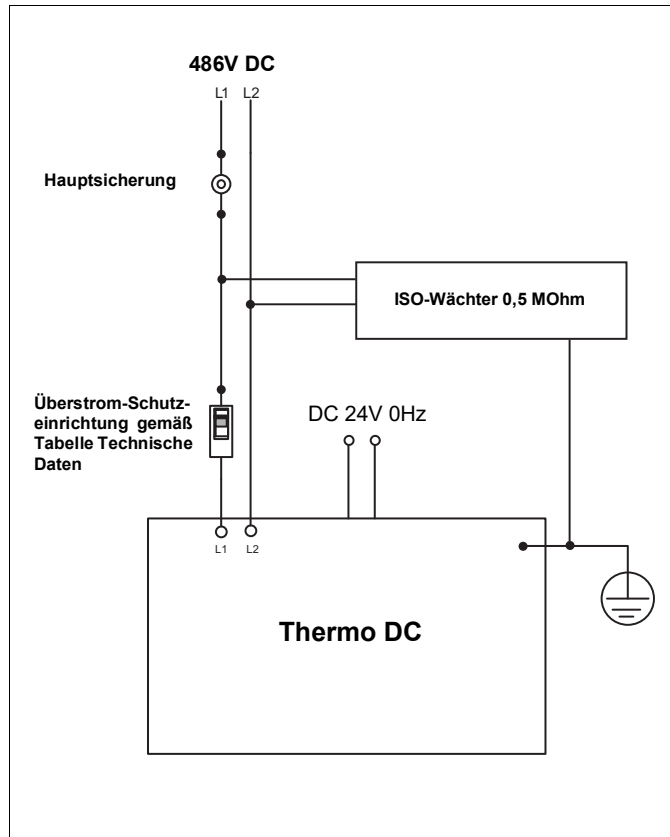 486V DC
L1 L2
Hauptsicherung
ISO-Wächter 0,5 MOhm
Überstrom-Schutz-
einrichtung gemäß
Tabelle Technische
Daten
DC 24V 0Hz
L1 L2
Thermo DC